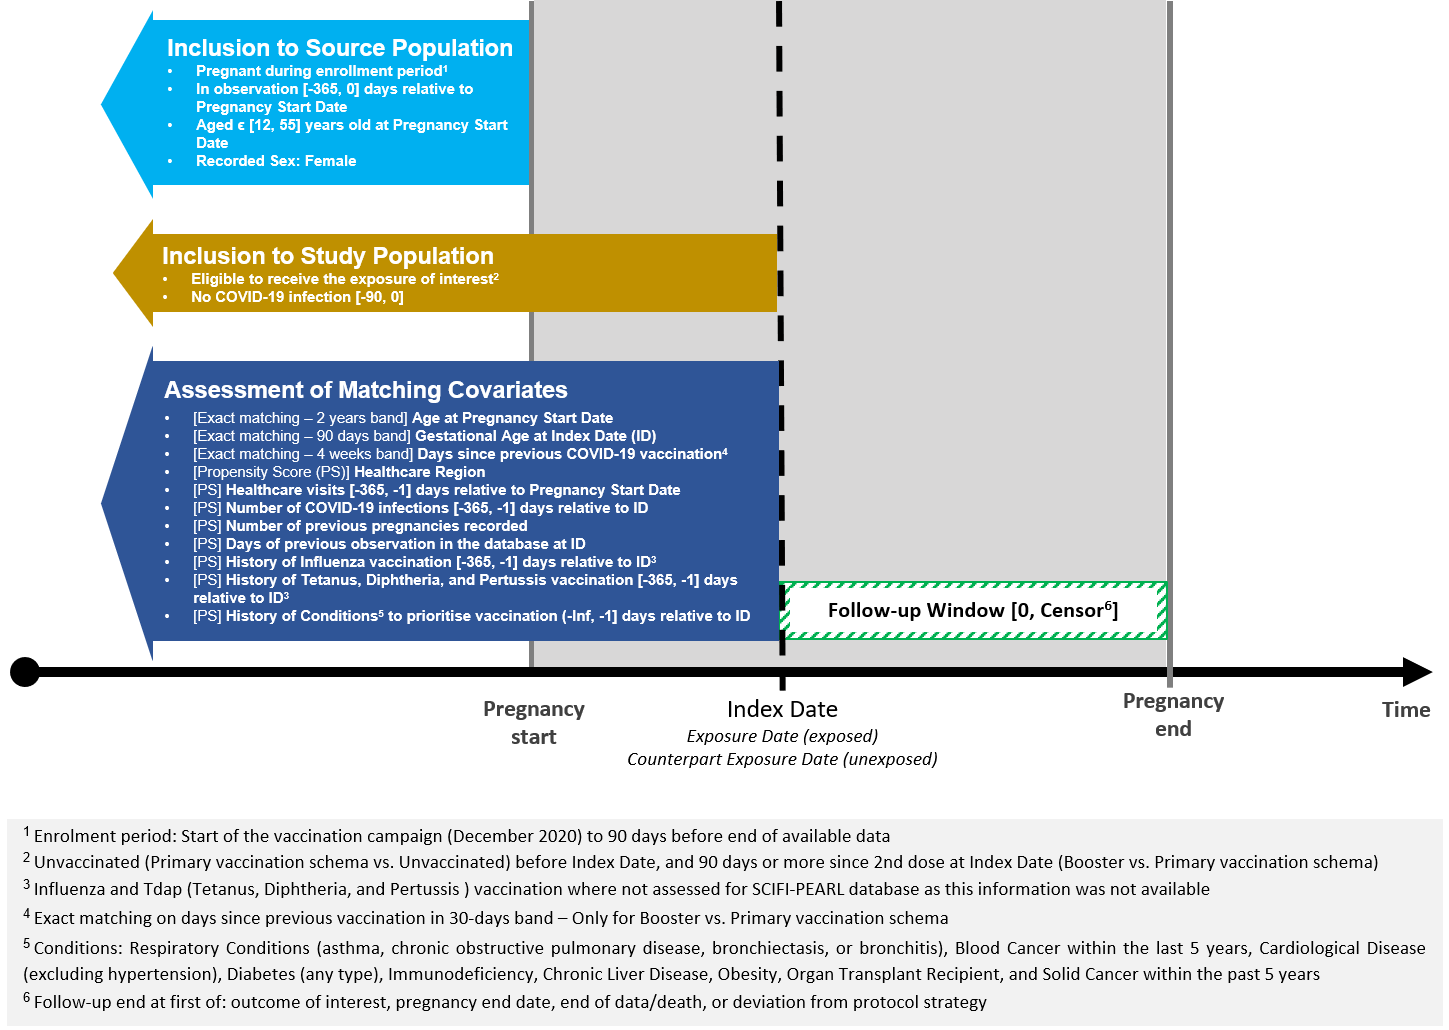 Inclusion to Source Population
• Pregnant during enrollment period¹
• In observation [-365, 0] days relative to
Pregnancy Start Date
• Aged ϵ [12, 55] years old at Pregnancy Start
Date
• Recorded Sex: Female
Inclusion to Study Population
• Eligible to receive the exposure of interest²
• No COVID-19 infection [-90, 0]
Assessment of Matching Covariates
• [Exact matching – 2 years band] Age at Pregnancy Start Date
• [Exact matching – 90 days band] Gestational Age at Index Date (ID)
• [Exact matching – 4 weeks band] Days since previous COVID-19 vaccination⁴
• [Propensity Score (PS)] Healthcare Region
• [PS] Healthcare visits [-365, -1] days relative to Pregnancy Start Date
• [PS] Number of COVID-19 infections [-365, -1] days relative to ID
• [PS] Number of previous pregnancies recorded
• [PS] Days of previous observation in the database at ID
• [PS] History of Influenza vaccination [-365, -1] days relative to ID³
• [PS] History of Tetanus, Diphtheria, and Pertussis vaccination [-365, -1] days
relative to ID³
• [PS] History of Conditions⁵ to prioritise vaccination (-Inf, -1] days relative to ID
Follow-up Window [0, Censor⁶]
Pregnancy
start
Index Date
Exposure Date (exposed)
Counterpart Exposure Date (unexposed)
Pregnancy
end
Time
¹ Enrolment period: Start of the vaccination campaign (December 2020) to 90 days before end of available data
² Unvaccinated (Primary vaccination schema vs. Unvaccinated) before Index Date, and 90 days or more since 2nd dose at Index Date (Booster vs. Primary vaccination schema)
³ Influenza and Tdap (Tetanus, Diphtheria, and Pertussis ) vaccination where not assessed for SCIFI-PEARL database as this information was not available
⁴ Exact matching on days since previous vaccination in 30-days band – Only for Booster vs. Primary vaccination schema
⁵ Conditions: Respiratory Conditions (asthma, chronic obstructive pulmonary disease, bronchiectasis, or bronchitis), Blood Cancer within the last 5 years, Cardiological Disease
(excluding hypertension), Diabetes (any type), Immunodeficiency, Chronic Liver Disease, Obesity, Organ Transplant Recipient, and Solid Cancer within the past 5 years
⁶ Follow-up end at first of: outcome of interest, pregnancy end date, end of data/death, or deviation from protocol strategy